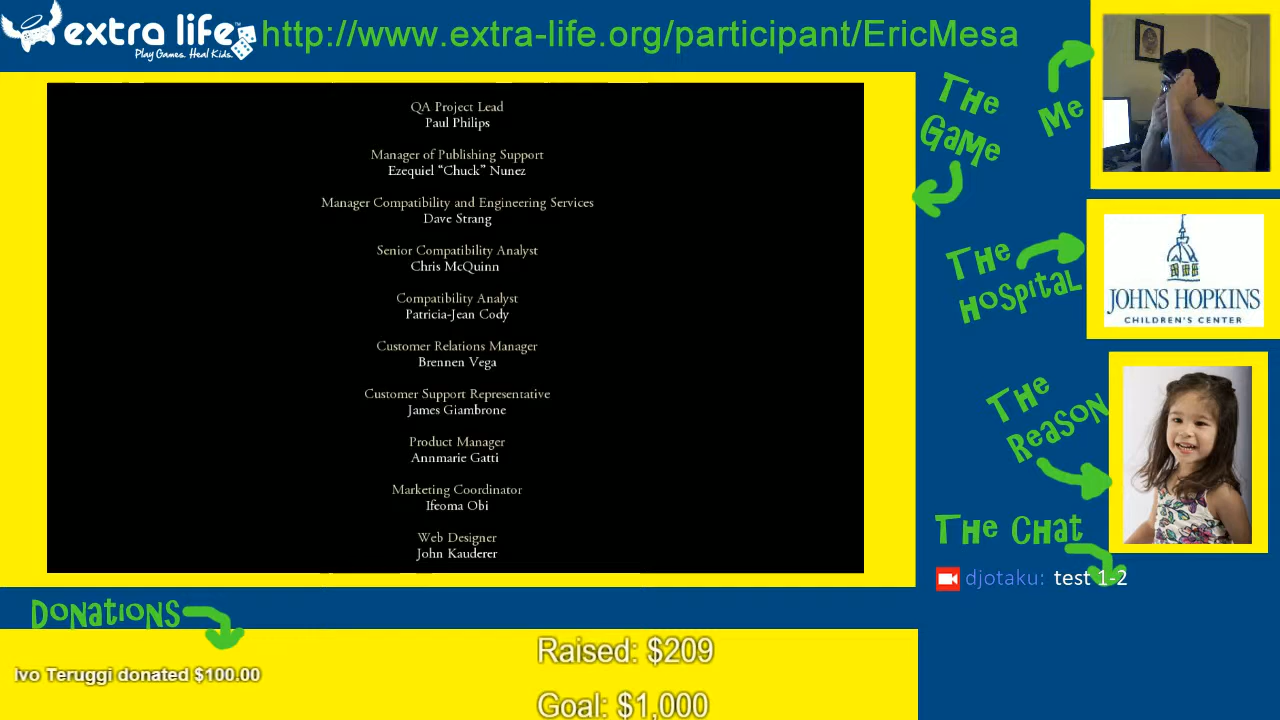 extra life
Play Games. Heal Kids.
http://www.extra-life.org/participant/EricMesa
QA Project Lead
Paul Philips
Manager of Publishing Support
Ezequiel “Chuck” Nunez
Manager Compatibility and Engineering Services
Dave Strang
Senior Compatibility Analyst
Chris McQuinn
Compatibility Analyst
Patricia-Jean Cody
Customer Relations Manager
Brennen Vega
Customer Support Representative
James Giambrone
Product Manager
Annmarie Gatti
Marketing Coordinator
Ifeoma Obi
Web Designer
John Kauderer
The Game
Me
The Hospital
JOHNS HOPKINS
CHILDREN'S CENTER
The Reason
The Chat
djotaku: test 1-2
Donations
Ivo Teruggi donated $100.00
Raised: $209
Goal: $1,000